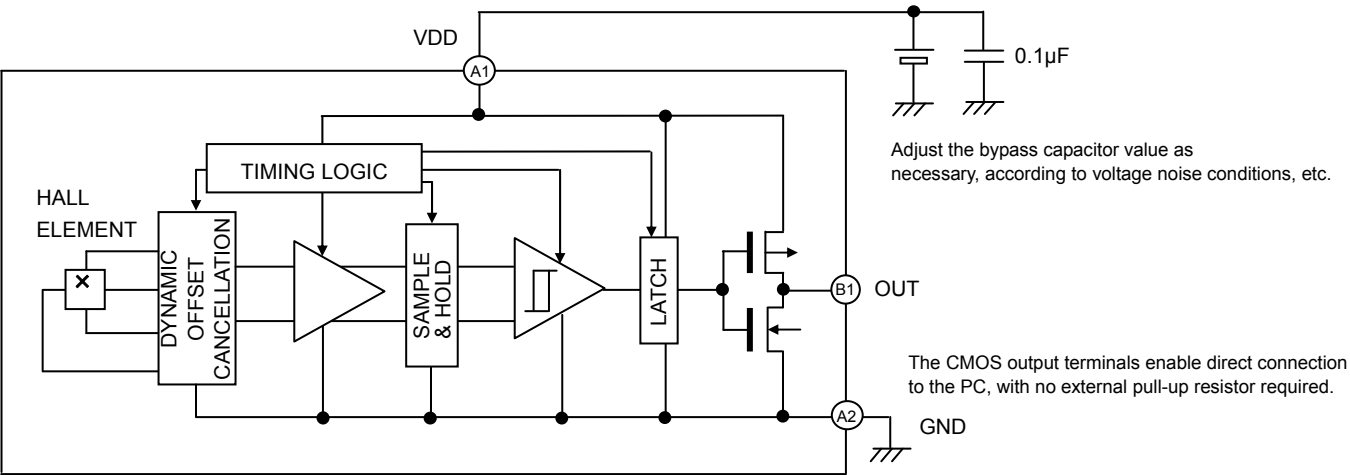 VDD
A1
0.1µF
Adjust the bypass capacitor value as
necessary, according to voltage noise conditions, etc.
TIMING LOGIC
HALL
ELEMENT
×
DYNAMIC
OFFSET
CANCELLATION
SAMPLE
& HOLD
LATCH
B1
OUT
The CMOS output terminals enable direct connection
to the PC, with no external pull-up resistor required.
A2
GND